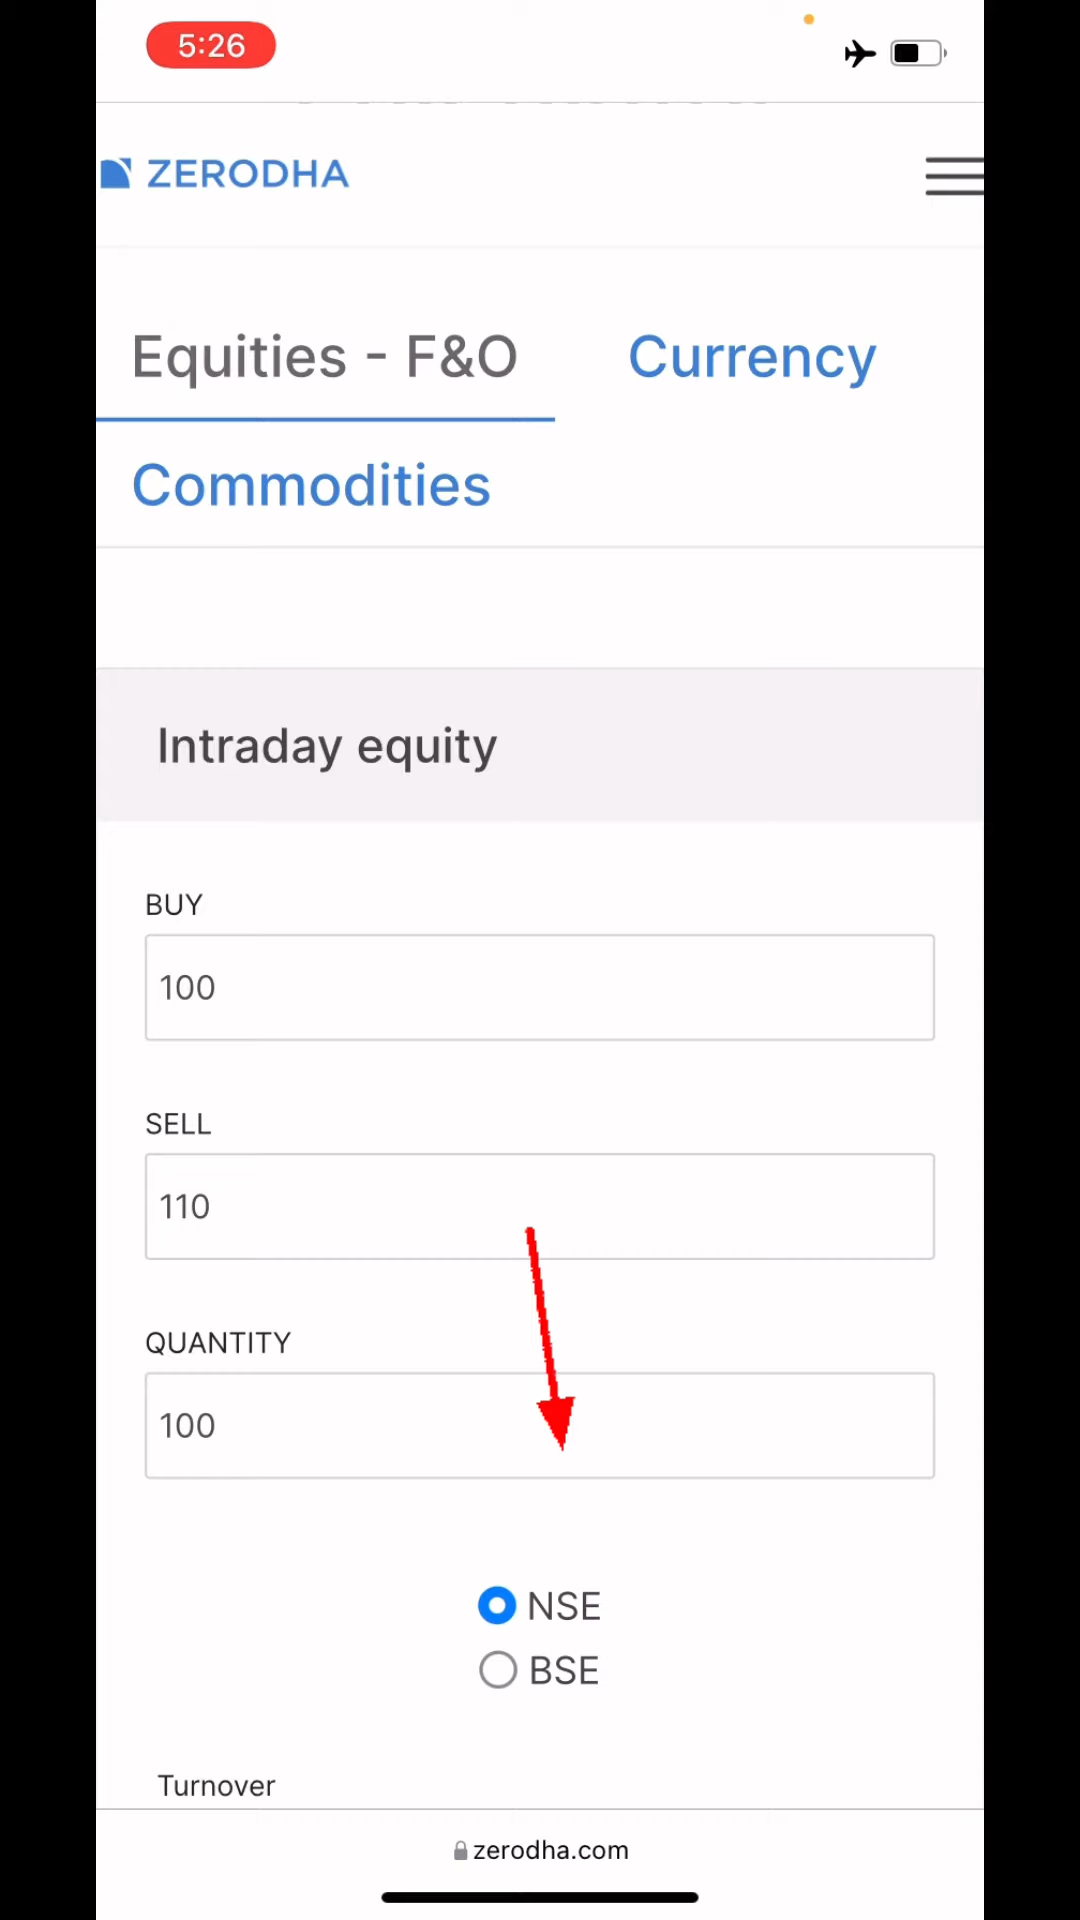 5:26
ZERODHA
Equities - F&O
Currency
Commodities
Intraday equity
BUY
100
SELL
110
QUANTITY
100
NSE
BSE
Turnover
zerodha.com